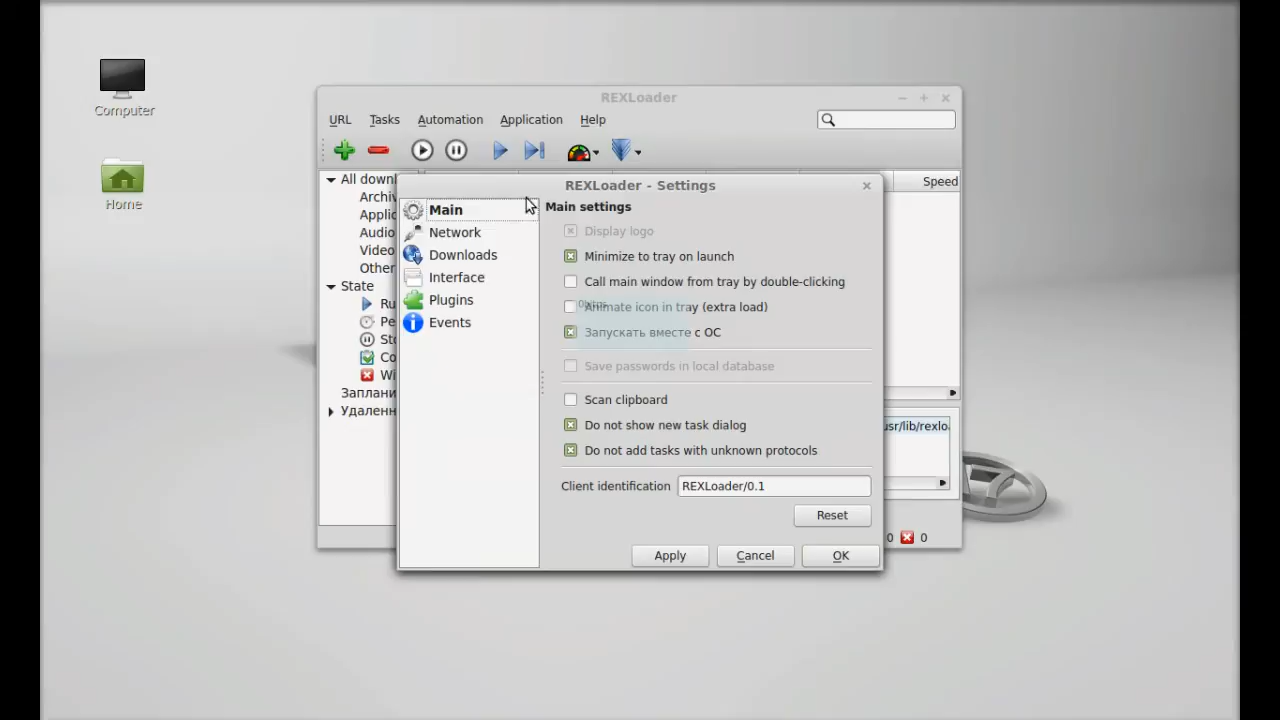 Computer
Home
REXLoader
URL Tasks Automation Application Help
All downl
Speed
Archiv
Applic
Audio
Video
Other
State
Ru
Pe
Sto
Co
Wi
Заплани
Удаленн
REXLoader - Settings
Main
Network
Downloads
Interface
Plugins
Events
Main settings
Display logo
Minimize to tray on launch
Call main window from tray by double-clicking
Animate icon in tray (extra load)
Запускать вместе с ОС
Save passwords in local database
Scan clipboard
Do not show new task dialog
Do not add tasks with unknown protocols
Client identification REXLoader/0.1
Reset
Apply Cancel OK
usr/lib/rexloa
0 0